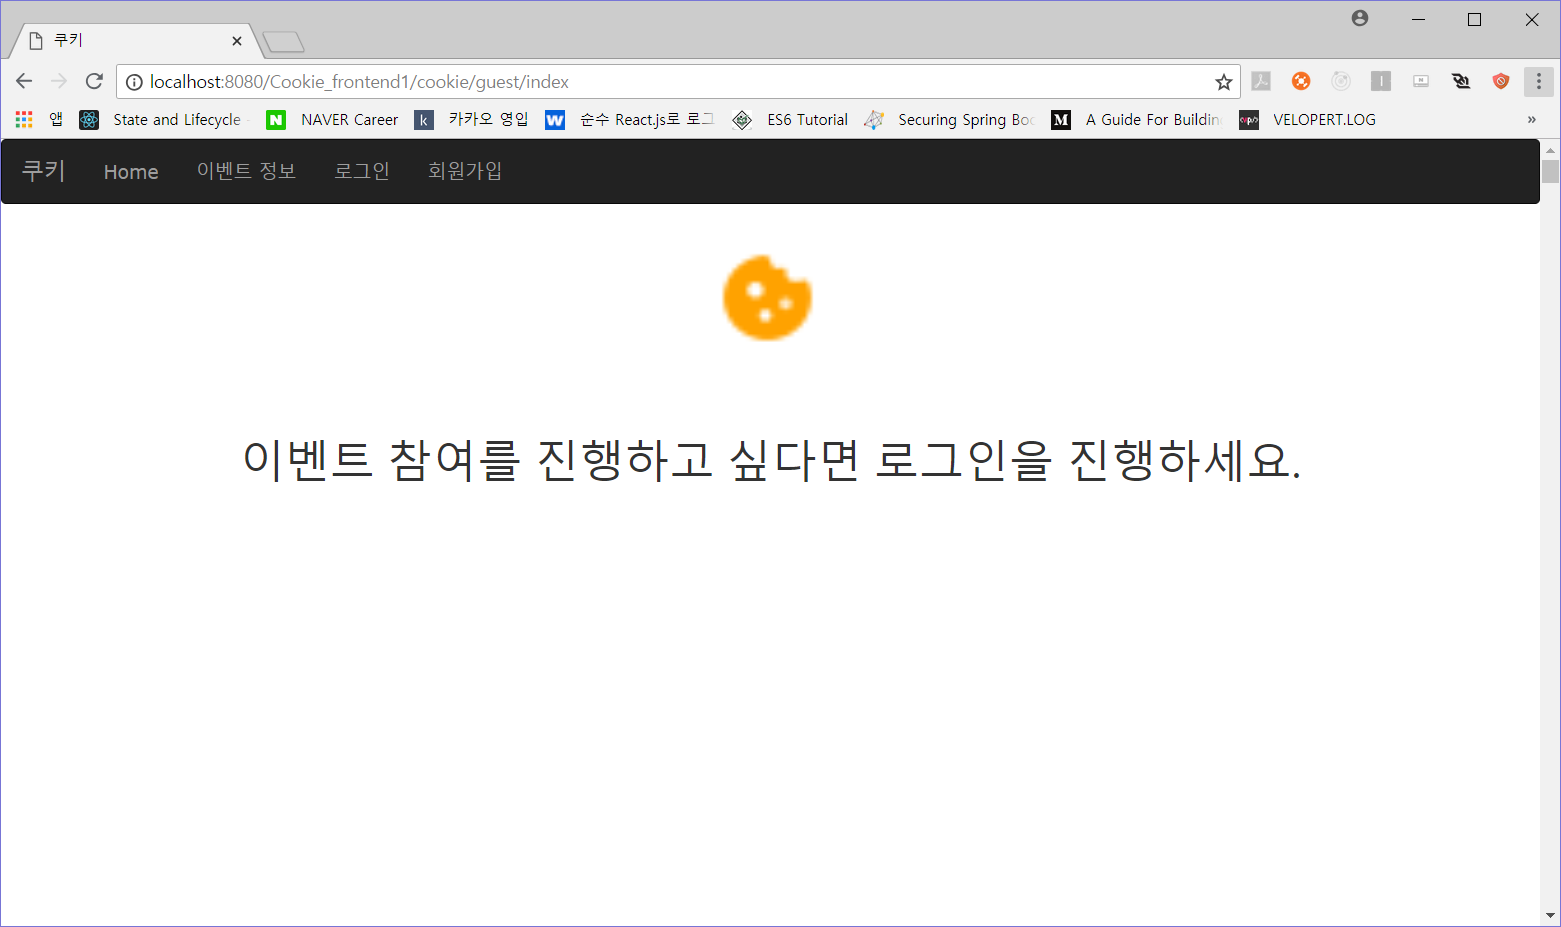 쿠키
localhost:8080/Cookie_frontend1/cookie/guest/index
앱 State and Lifecycle NAVER Career k 카카오 영입 W 순수 React.js로 로그 ES6 Tutorial Securing Spring Boo M A Guide For Building VELOPERT.LOG »
쿠키 Home 이벤트 정보 로그인 회원가입
이벤트 참여를 진행하고 싶다면 로그인을 진행하세요.